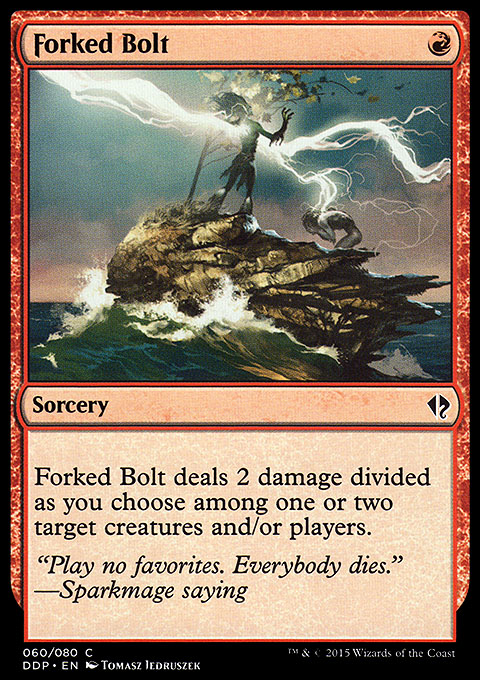 Forked Bolt
Sorcery
Forked Bolt deals 2 damage divided
as you choose among one or two
target creatures and/or players.
“Play no favorites. Everybody dies.”
—Sparkmage saying
060/080 C
DDP • EN Tomasz Jedruszek
™ & © 2015 Wizards of the Coast